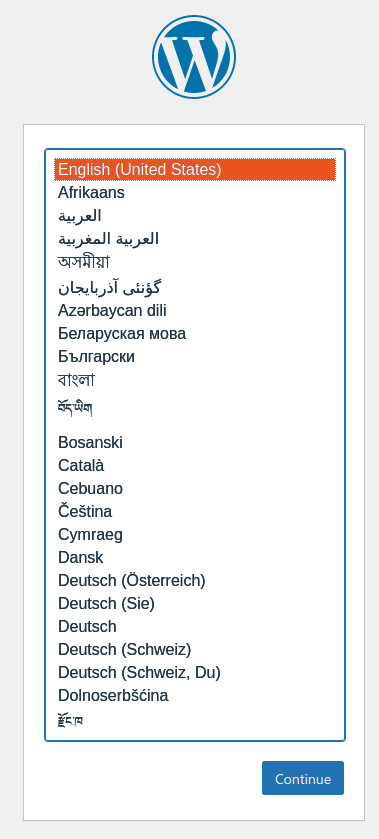 English (United States)
Afrikaans
العربية
العربية المغربية
অসমীয়া
گؤنئی آذربایجان
Azərbaycan dili
Беларуская мова
Български
বাংলা
བོད་ཡིག
Bosanski
Català
Cebuano
Čeština
Cymraeg
Dansk
Deutsch (Österreich)
Deutsch (Sie)
Deutsch
Deutsch (Schweiz)
Deutsch (Schweiz, Du)
Dolnoserbšćina
རྫོང་ཁ
Continue